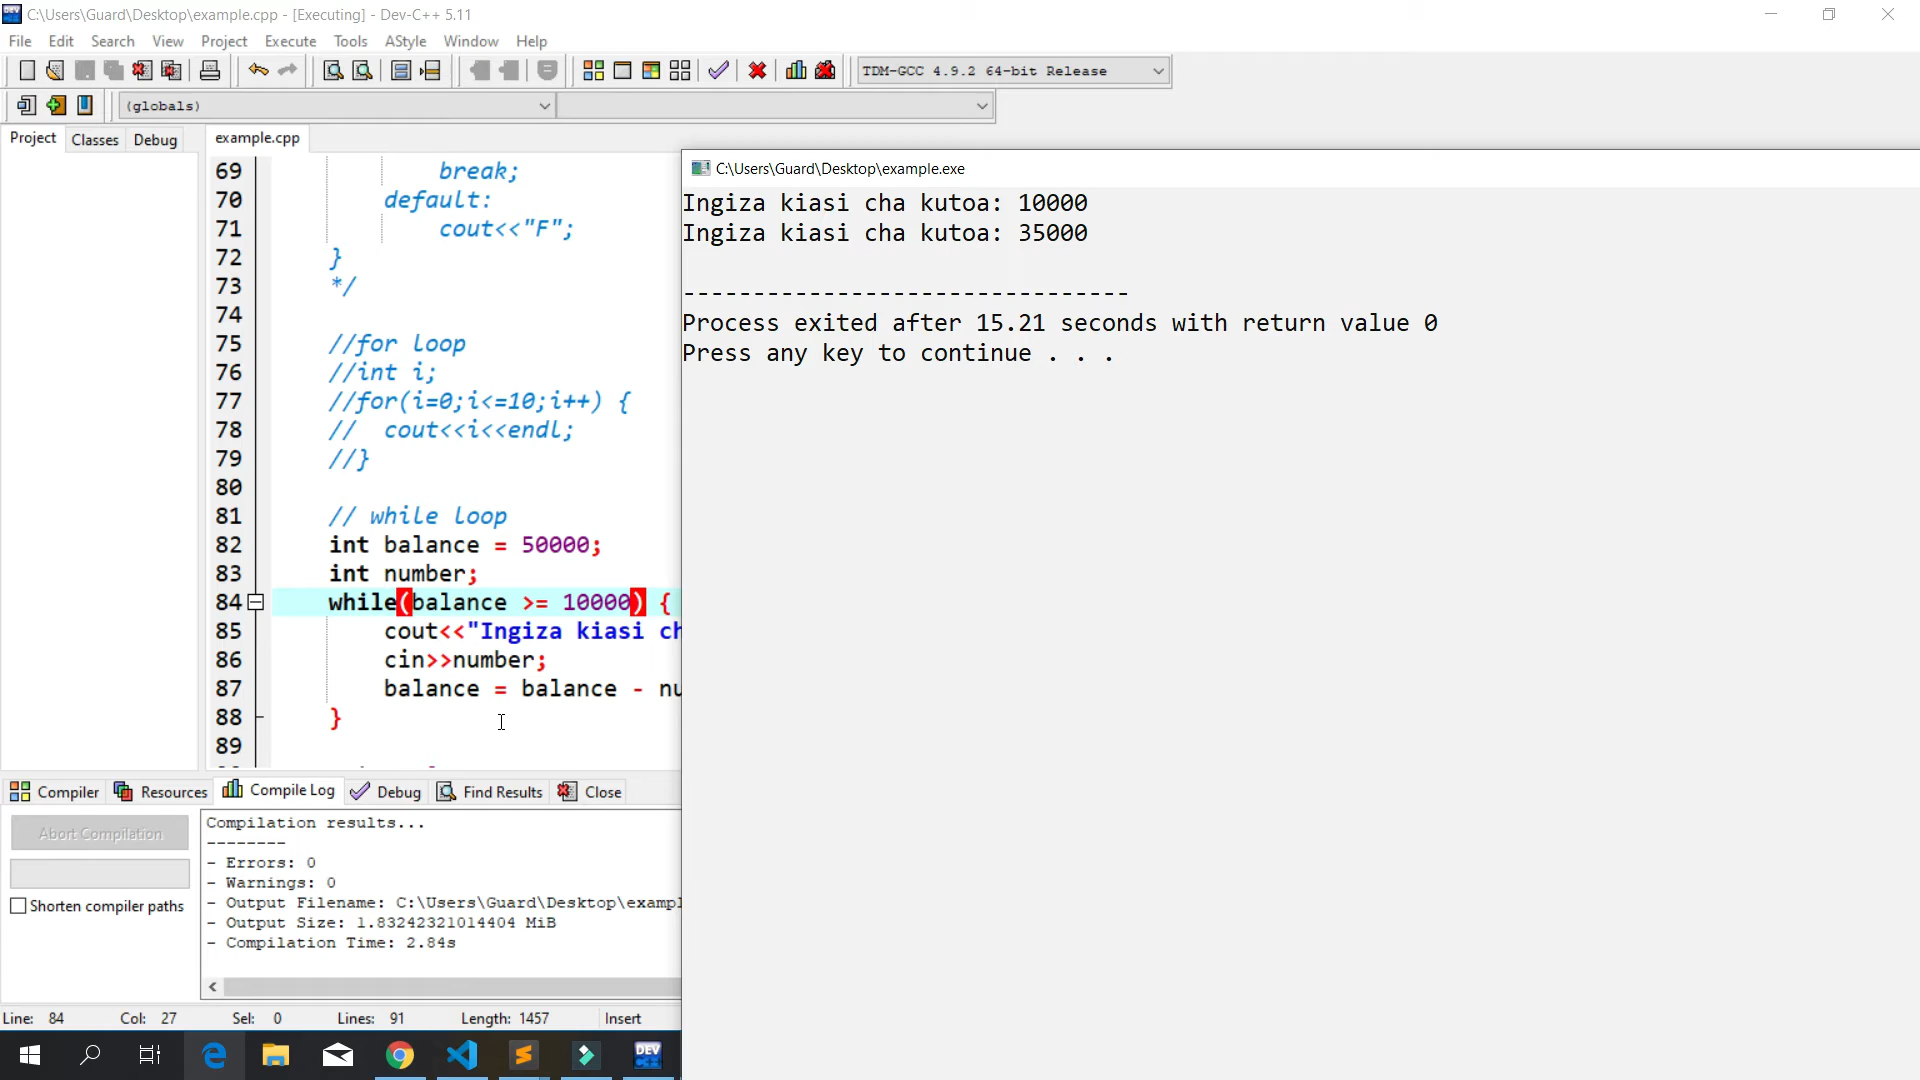 C:\Users\Guard\Desktop\example.cpp - [Executing] - Dev-C++ 5.11
File Edit Search View Project Execute Tools AStyle Window Help
TDM-GCC 4.9.2 64-bit Release
(globals)
Project Classes Debug
example.cpp
69 break;
70 default:
71 cout<<"F";
72 }
73 */
74
75 //for loop
76 //int i;
77 //for(i=0;i<=10;i++) {
78 // cout<<i<<endl;
79 //}
80
81 // while loop
82 int balance = 50000;
83 int number;
84 while(balance >= 10000) {
85 cout<<"Ingiza kiasi ch
86 cin>>number;
87 balance = balance - nu
88 }
89
C:\Users\Guard\Desktop\example.exe
Ingiza kiasi cha kutoa: 10000
Ingiza kiasi cha kutoa: 35000
--------------------------------
Process exited after 15.21 seconds with return value 0
Press any key to continue . . .
Compiler Resources Compile Log Debug Find Results Close
Abort Compilation
Shorten compiler paths
Compilation results...
--------
- Errors: 0
- Warnings: 0
- Output Filename: C:\Users\Guard\Desktop\exampl
- Output Size: 1.83242321014404 MiB
- Compilation Time: 2.84s
Line: 84 Col: 27 Sel: 0 Lines: 91 Length: 1457 Insert
DEV
C++